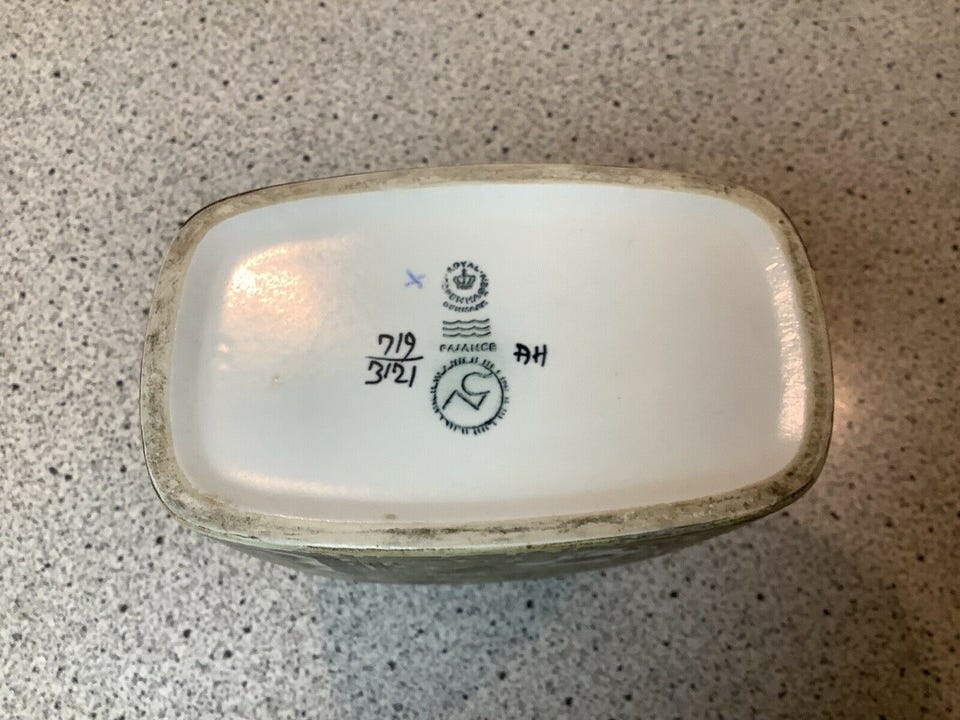 X
ROYAL COPENHAGEN
DENMARK
FAJANCE
719
3121
AH